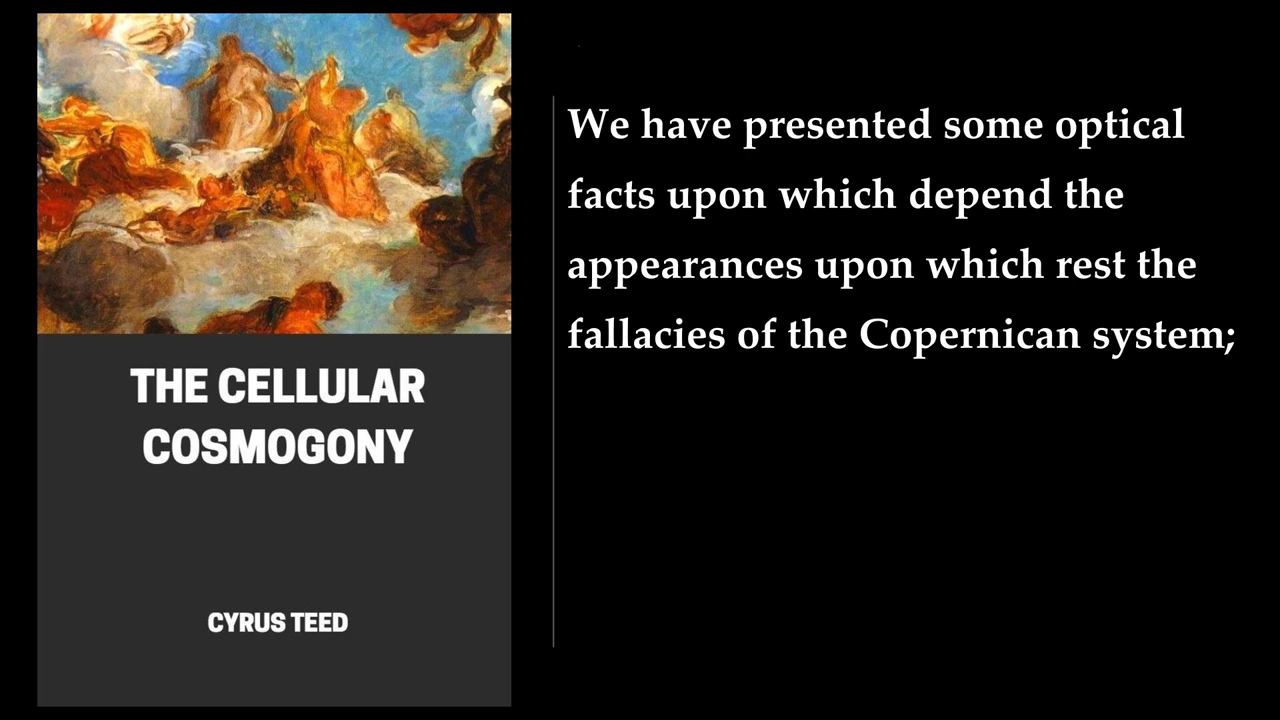 THE CELLULAR
COSMOGONY
CYRUS TEED
We have presented some optical
facts upon which depend the
appearances upon which rest the
fallacies of the Copernican system;